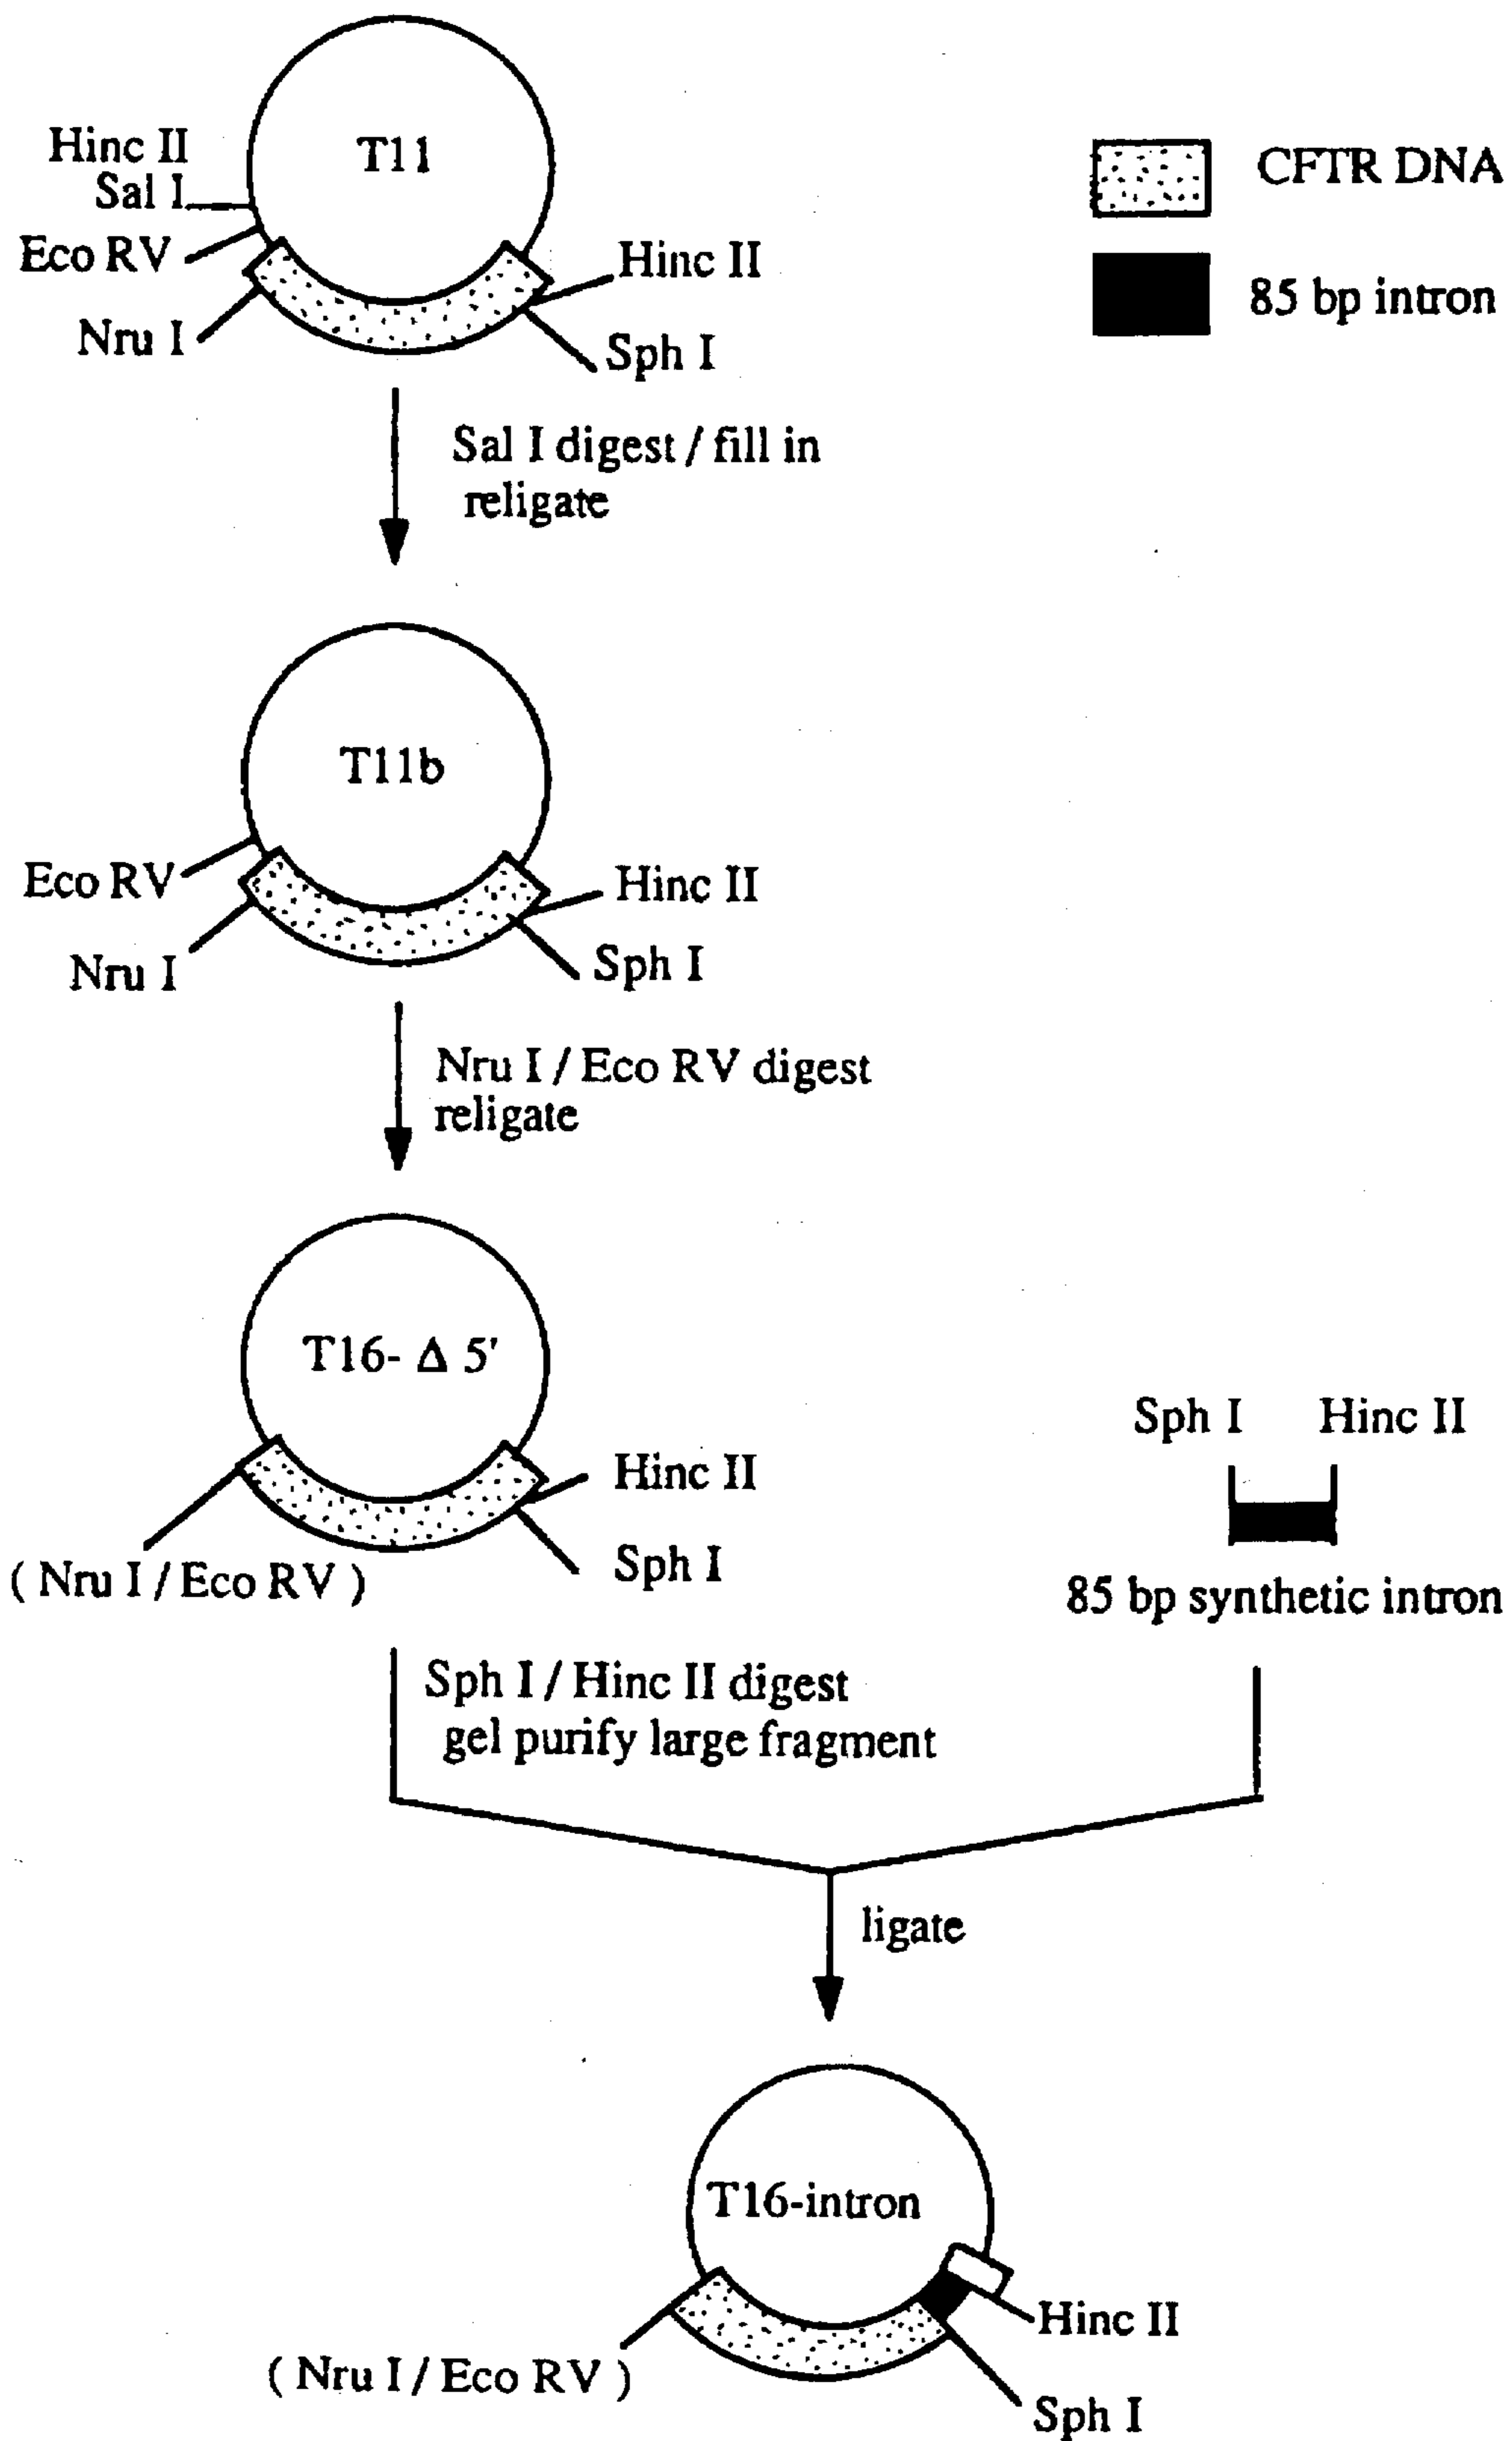 T11
Hinc II
Sal I
Eco RV
Nru I
Hinc II
Sph I
CFTR DNA
85 bp intron
Sal I digest / fill in
religate
T11b
Eco RV
Nru I
Hinc II
Sph I
Nru I / Eco RV digest
religate
T16- Δ 5'
Hinc II
Sph I
( Nru I / Eco RV )
Sph I Hinc II
85 bp synthetic intron
Sph I / Hinc II digest
gel purify large fragment
ligate
T16-intron
Hinc II
( Nru I / Eco RV )
Sph I